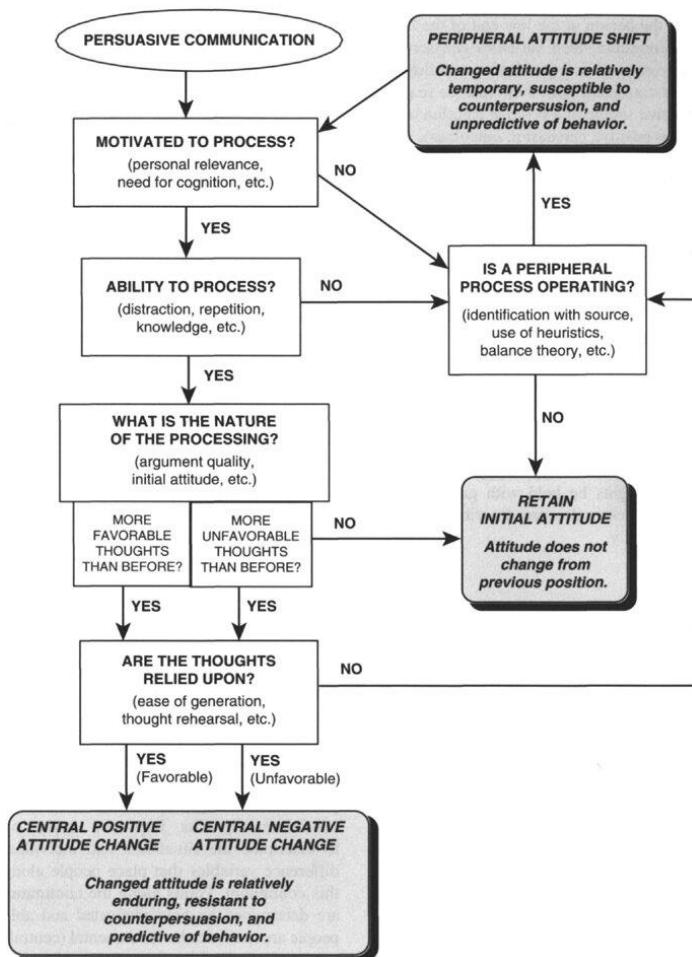 PERSUASIVE COMMUNICATION
PERIPHERAL ATTITUDE SHIFT
Changed attitude is relatively
temporary, susceptible to
counterpersusion, and
unpredictive of behavior.
MOTIVATED TO PROCESS?
(personal relevance,
need for cognition, etc.)
NO
YES
YES
ABILITY TO PROCESS?
(distraction, repetition,
knowledge, etc.)
NO
IS A PERIPHERAL
PROCESS OPERATING?
(identification with source,
use of heuristics,
balance theory, etc.)
YES
NO
WHAT IS THE NATURE
OF THE PROCESSING?
(argument quality,
initial attitude, etc.)
MORE
FAVORABLE
THOUGHTS
THAN BEFORE?
MORE
UNFAVORABLE
THOUGHTS
THAN BEFORE?
NO
RETAIN
INITIAL ATTITUDE
Attitude does not
change from
previous position.
YES
YES
ARE THE THOUGHTS
RELIED UPON?
(ease of generation,
thought rehearsal, etc.)
NO
YES
(Favorable)
YES
(Unfavorable)
CENTRAL POSITIVE
ATTITUDE CHANGE
CENTRAL NEGATIVE
ATTITUDE CHANGE
Changed attitude is relatively
enduring, resistant to
counterpersuasion, and
predictive of behavior.